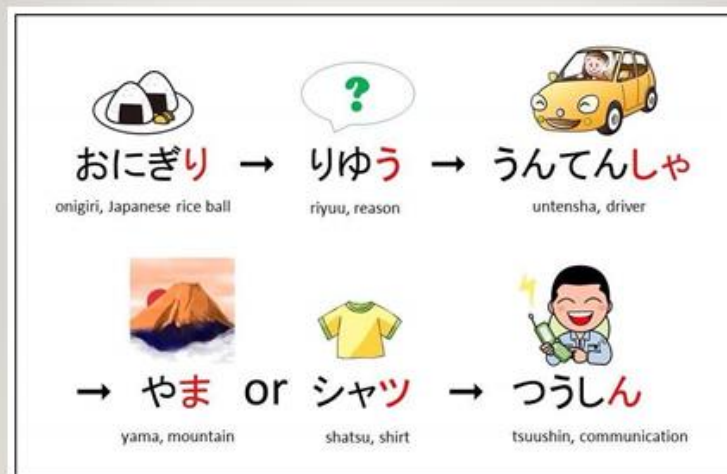 ?
おにぎり → りゆう → うんてんしゃ
onigiri, Japanese rice ball riyuu, reason untensha, driver
→ やま or シャツ → つうしん
yama, mountain shatsu, shirt tsuushin, communication